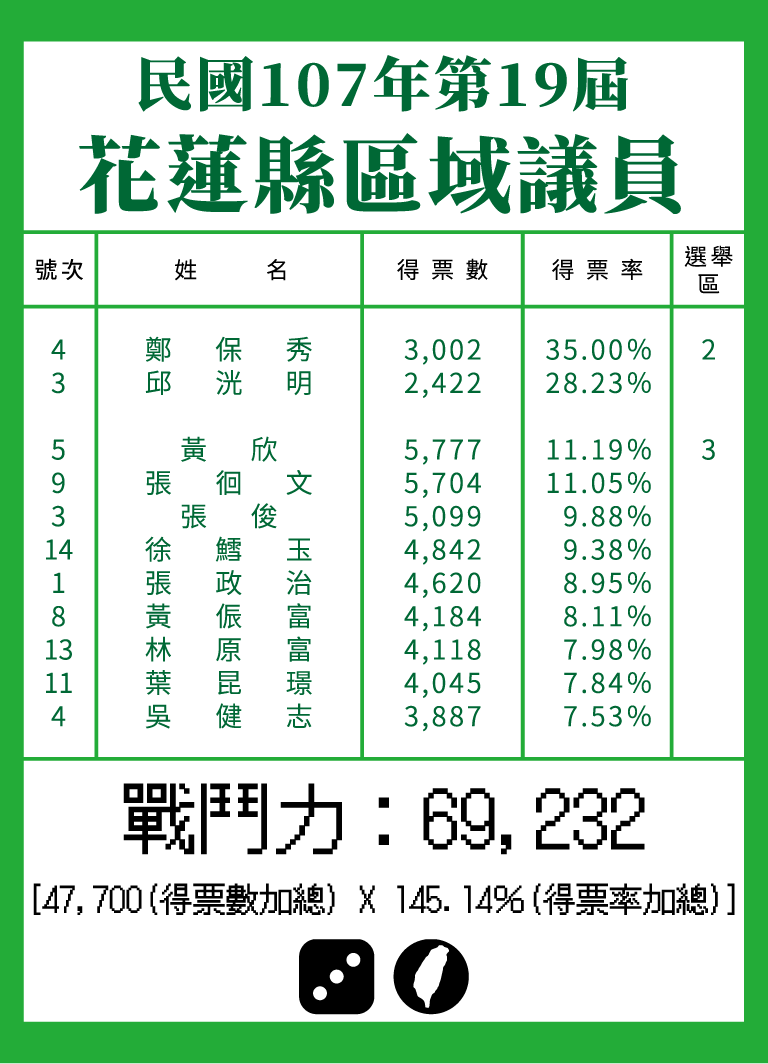 民國107年第19屆
花蓮縣區域議員
號次 姓名 得票數 得票率 選舉區
4 鄭保秀 3,002 35.00% 2
3 邱洸明 2,422 28.23%
5 黃欣 5,777 11.19% 3
9 張徊文 5,704 11.05%
3 張俊 5,099 9.88%
14 徐鱈玉 4,842 9.38%
1 張政治 4,620 8.95%
8 黃侲富 4,184 8.11%
13 林原富 4,118 7.98%
11 葉昆璟 4,045 7.84%
4 吳健志 3,887 7.53%
戰鬥力：69,232
[47,700(得票數加總) X 145.14%(得票率加總)]